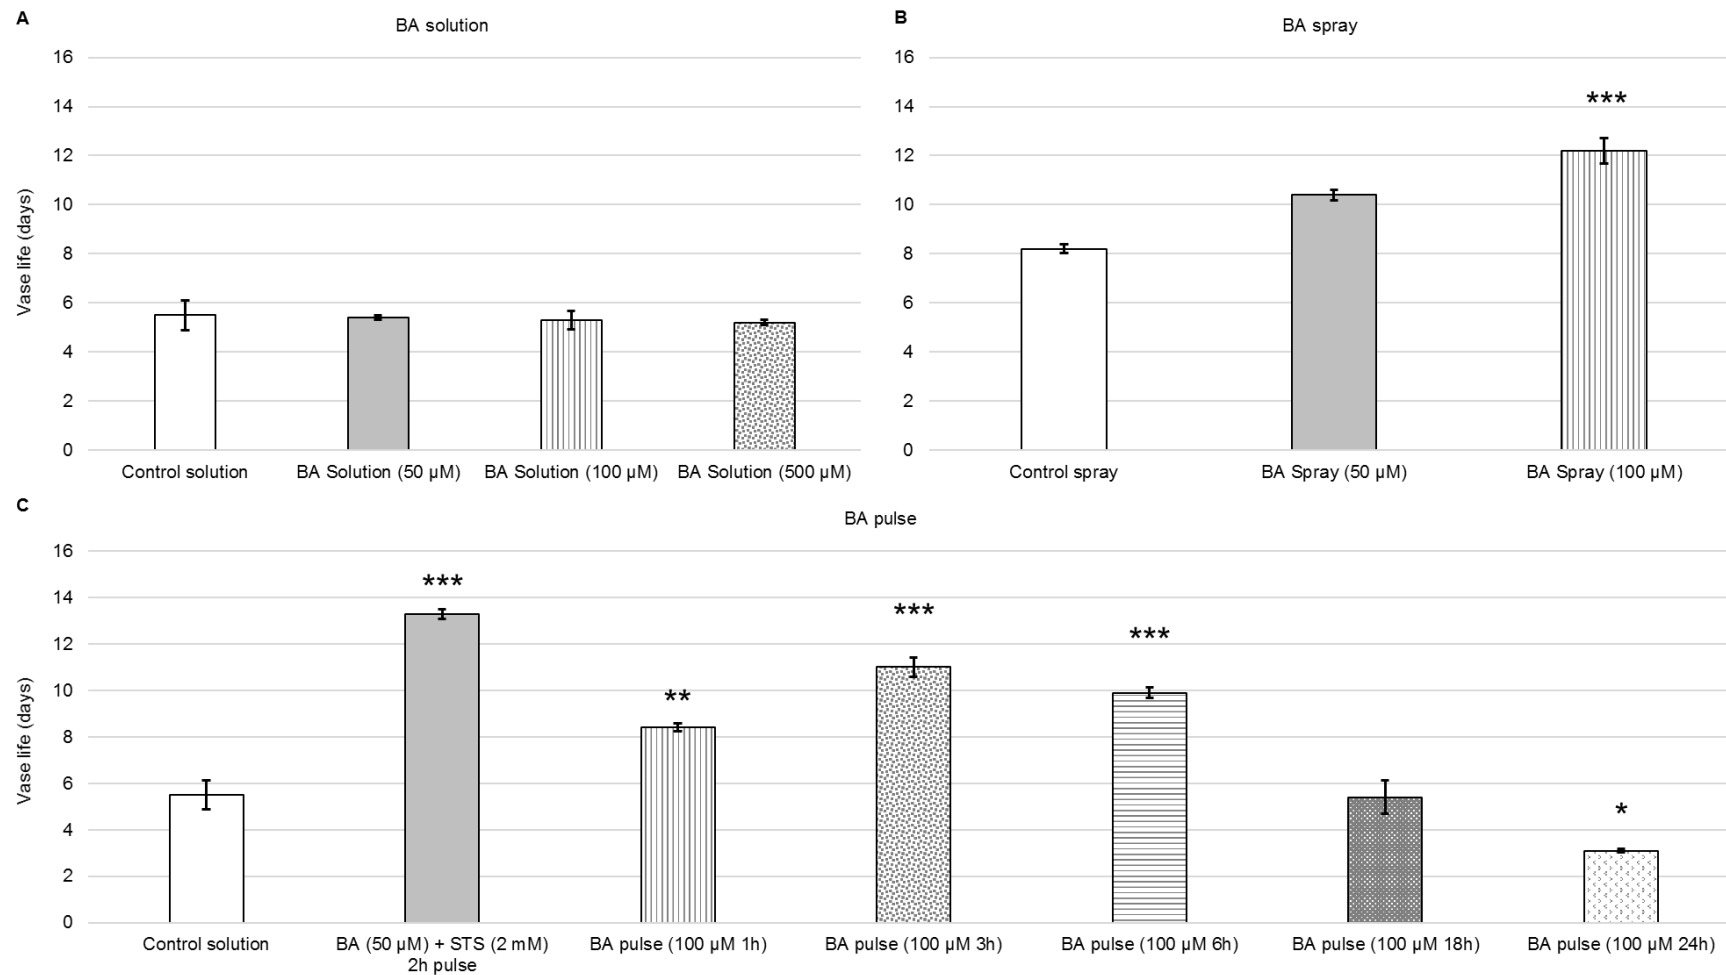 A
BA solution
16
14
12
10
8
6
4
2
0
Vase life (days)
Control solution
BA Solution (50 µM)
BA Solution (100 µM)
BA Solution (500 µM)
B
BA spray
16
14
12
10
8
6
4
2
0
***
Control spray
BA Spray (50 µM)
BA Spray (100 µM)
C
BA pulse
16
14
12
10
8
6
4
2
0
Vase life (days)
***
**
***
***
*
Control solution
BA (50 µM) + STS (2 mM)
2h pulse
BA pulse (100 µM 1h)
BA pulse (100 µM 3h)
BA pulse (100 µM 6h)
BA pulse (100 µM 18h)
BA pulse (100 µM 24h)